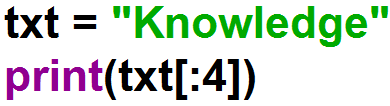 txt = "Knowledge"
print(txt[:4])